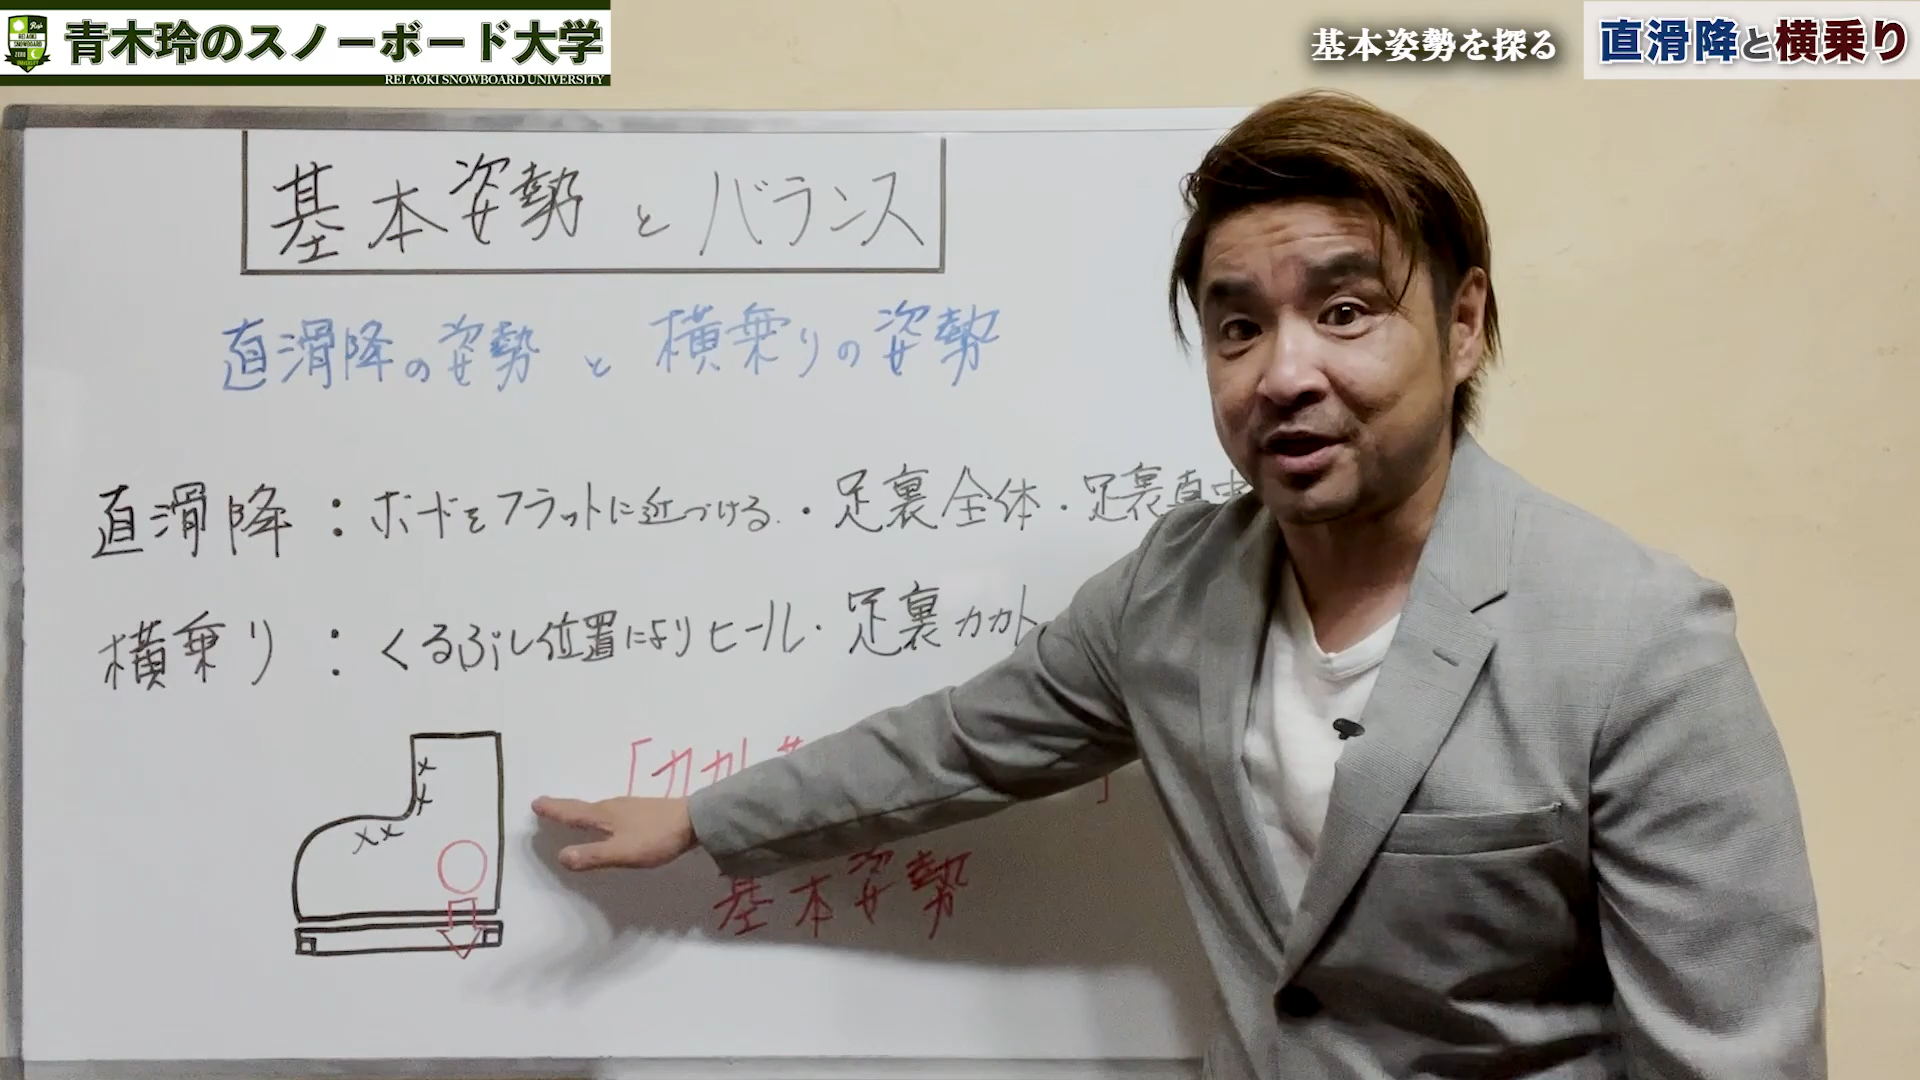 青木玲のスノーボード大学
REI AOKI SNOWBOARD UNIVERSITY
基本姿勢を探る
直滑降と横乗り
基本姿勢とバランス
直滑降の姿勢と横乗りの姿勢
直滑降：ボードをフラットに近づける・足裏全体・足裏真中
横乗り：くるぶし位置によりヒール・足裏カカト
「カカト
」
基本姿勢